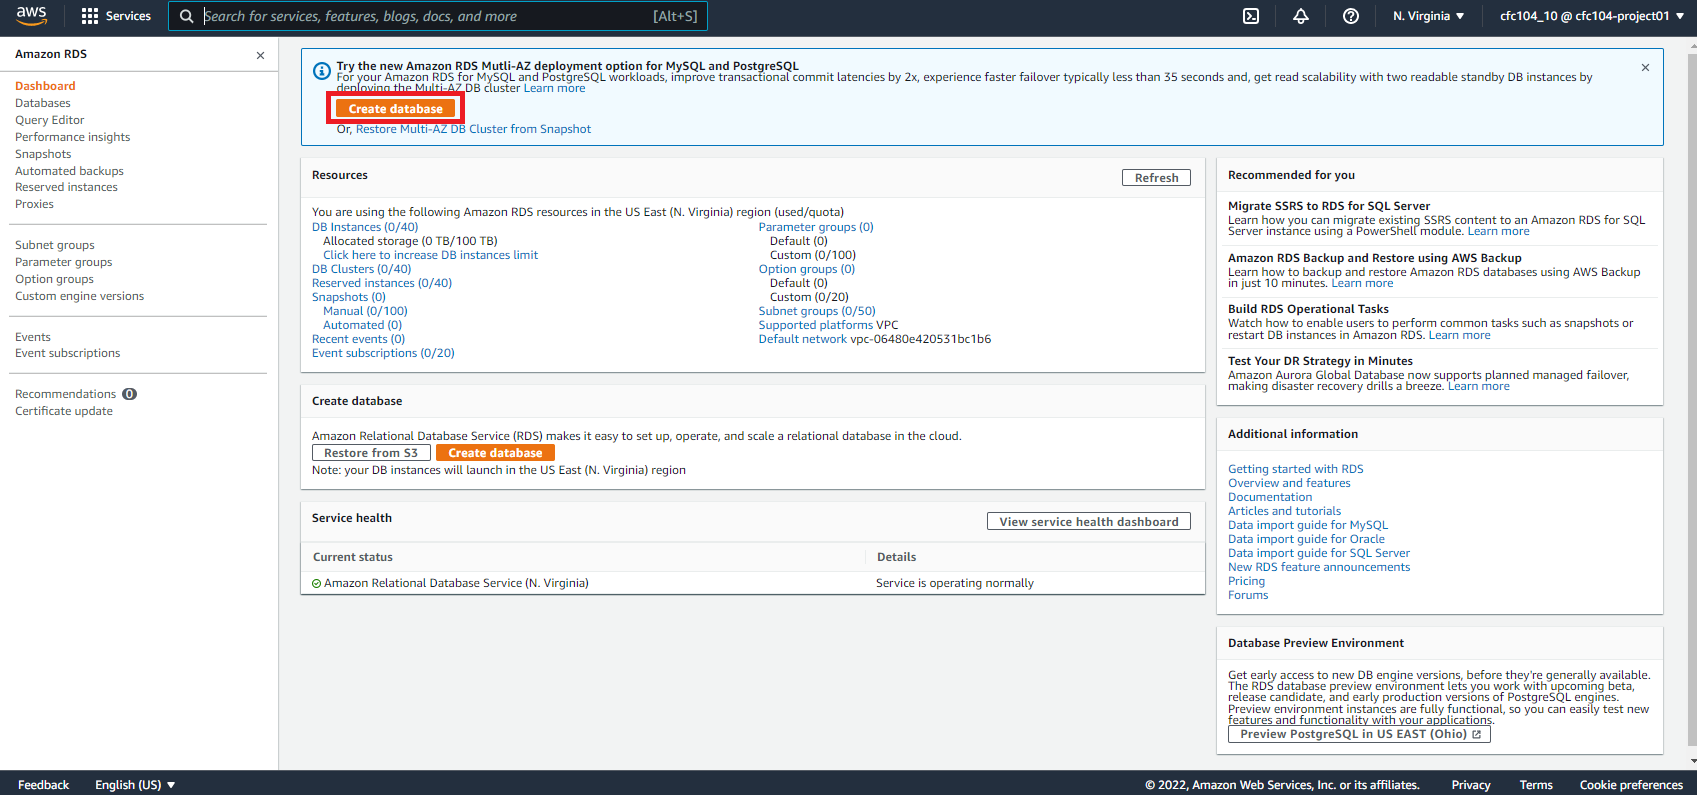 aws
Services
Search for services, features, blogs, docs, and more
[Alt+S]
N. Virginia
cfc104_10 @ cfc104-project01
Amazon RDS
Dashboard
Databases
Query Editor
Performance insights
Snapshots
Automated backups
Reserved instances
Proxies
Subnet groups
Parameter groups
Option groups
Custom engine versions
Events
Event subscriptions
Recommendations 0
Certificate update
Try the new Amazon RDS Mutli-AZ deployment option for MySQL and PostgreSQL
For your Amazon RDS for MySQL and PostgreSQL workloads, improve transactional commit latencies by 2x, experience faster failover typically less than 35 seconds and, get read scalability with two readable standby DB instances by
deploying the Multi-AZ DB cluster Learn more
Create database
Or, Restore Multi-AZ DB Cluster from Snapshot
Resources
Refresh
You are using the following Amazon RDS resources in the US East (N. Virginia) region (used/quota)
DB Instances (0/40)
Allocated storage (0 TB/100 TB)
Click here to increase DB instances limit
DB Clusters (0/40)
Reserved instances (0/40)
Snapshots (0)
Manual (0/100)
Automated (0)
Recent events (0)
Event subscriptions (0/20)
Parameter groups (0)
Default (0)
Custom (0/100)
Option groups (0)
Default (0)
Custom (0/20)
Subnet groups (0/50)
Supported platforms VPC
Default network vpc-06480e420531bc1b6
Create database
Amazon Relational Database Service (RDS) makes it easy to set up, operate, and scale a relational database in the cloud.
Restore from S3
Create database
Note: your DB instances will launch in the US East (N. Virginia) region
Service health
View service health dashboard
Current status
Details
Amazon Relational Database Service (N. Virginia)
Service is operating normally
Recommended for you
Migrate SSRS to RDS for SQL Server
Learn how you can migrate existing SSRS content to an Amazon RDS for SQL
Server instance using a PowerShell module. Learn more
Amazon RDS Backup and Restore using AWS Backup
Learn how to backup and restore Amazon RDS databases using AWS Backup
in just 10 minutes. Learn more
Build RDS Operational Tasks
Watch how to enable users to perform common tasks such as snapshots or
restart DB instances in Amazon RDS. Learn more
Test Your DR Strategy in Minutes
Amazon Aurora Global Database now supports planned managed failover,
making disaster recovery drills a breeze. Learn more
Additional information
Getting started with RDS
Overview and features
Documentation
Articles and tutorials
Data import guide for MySQL
Data import guide for Oracle
Data import guide for SQL Server
New RDS feature announcements
Pricing
Forums
Database Preview Environment
Get early access to new DB engine versions, before they're generally available.
The RDS database preview environment lets you work with upcoming beta,
release candidate, and early production versions of PostgreSQL engines.
Preview environment instances are fully functional, so you can easily test new
features and functionality with your applications.
Preview PostgreSQL in US EAST (Ohio)
Feedback
English (US)
© 2022, Amazon Web Services, Inc. or its affiliates.
Privacy
Terms
Cookie preferences